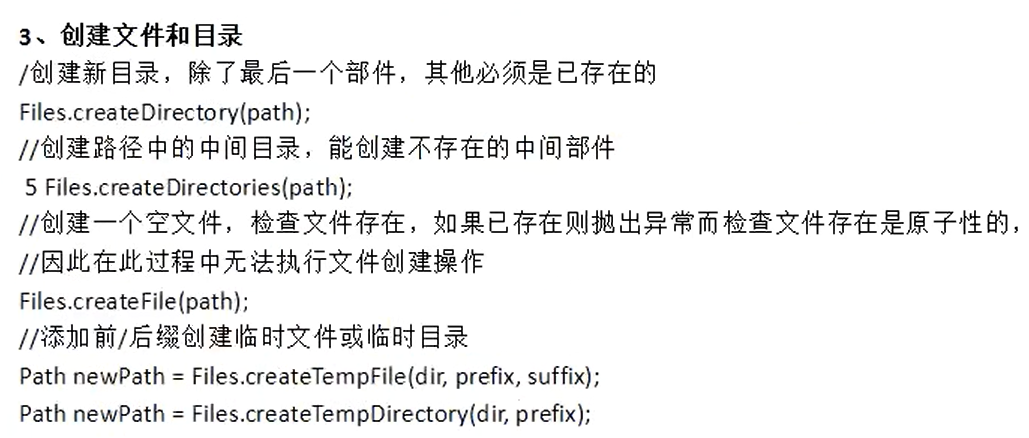 3、创建文件和目录
/创建新目录，除了最后一个部件，其他必须是已存在的
Files.createDirectory(path);
//创建路径中的中间目录，能创建不存在的中间部件
5 Files.createDirectories(path);
//创建一个空文件，检查文件存在，如果已存在则抛出异常而检查文件存在是原子性的，
//因此在此过程中无法执行文件创建操作
Files.createFile(path);
//添加前/后缀创建临时文件或临时目录
Path newPath = Files.createTempFile(dir, prefix, suffix);
Path newPath = Files.createTempDirectory(dir, prefix);